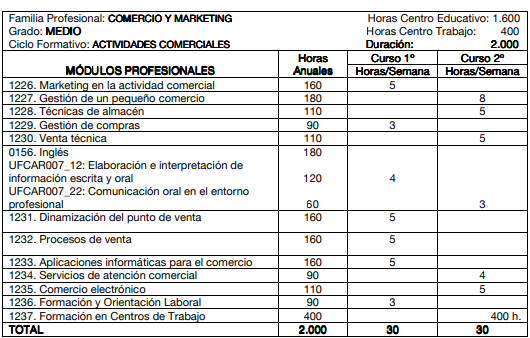 Familia Profesional: COMERCIO Y MARKETING Horas Centro Educativo: 1.600
Grado: MEDIO Horas Centro Trabajo: 400
Ciclo Formativo: ACTIVIDADES COMERCIALES Duración: 2.000
MÓDULOS PROFESIONALES Horas Anuales Curso 1º Horas/Semana Curso 2º Horas/Semana
1226. Marketing en la actividad comercial 160 5
1227. Gestión de un pequeño comercio 180 8
1228. Técnicas de almacén 110 5
1229. Gestión de compras 90 3
1230. Venta técnica 110 5
0156. Inglés 180
UFCAR007_12: Elaboración e interpretación de
información escrita y oral 120 4
UFCAR007_22: Comunicación oral en el entorno
profesional 60 3
1231. Dinamización del punto de venta 160 5
1232. Procesos de venta 160 5
1233. Aplicaciones informáticas para el comercio 160 5
1234. Servicios de atención comercial 90 4
1235. Comercio electrónico 110 5
1236. Formación y Orientación Laboral 90 3
1237. Formación en Centros de Trabajo 400 400 h.
TOTAL 2.000 30 30